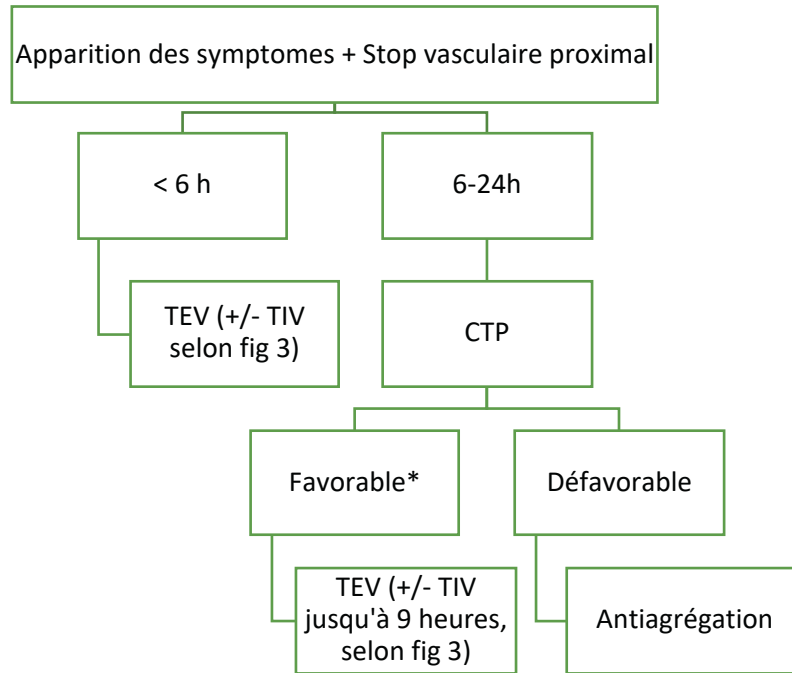 Apparition des symptomes + Stop vasculaire proximal
< 6 h
6-24h
TEV (+/- TIV
selon fig 3)
CTP
Favorable*
Défavorable
TEV (+/- TIV
jusqu'à 9 heures,
selon fig 3)
Antiagrégation